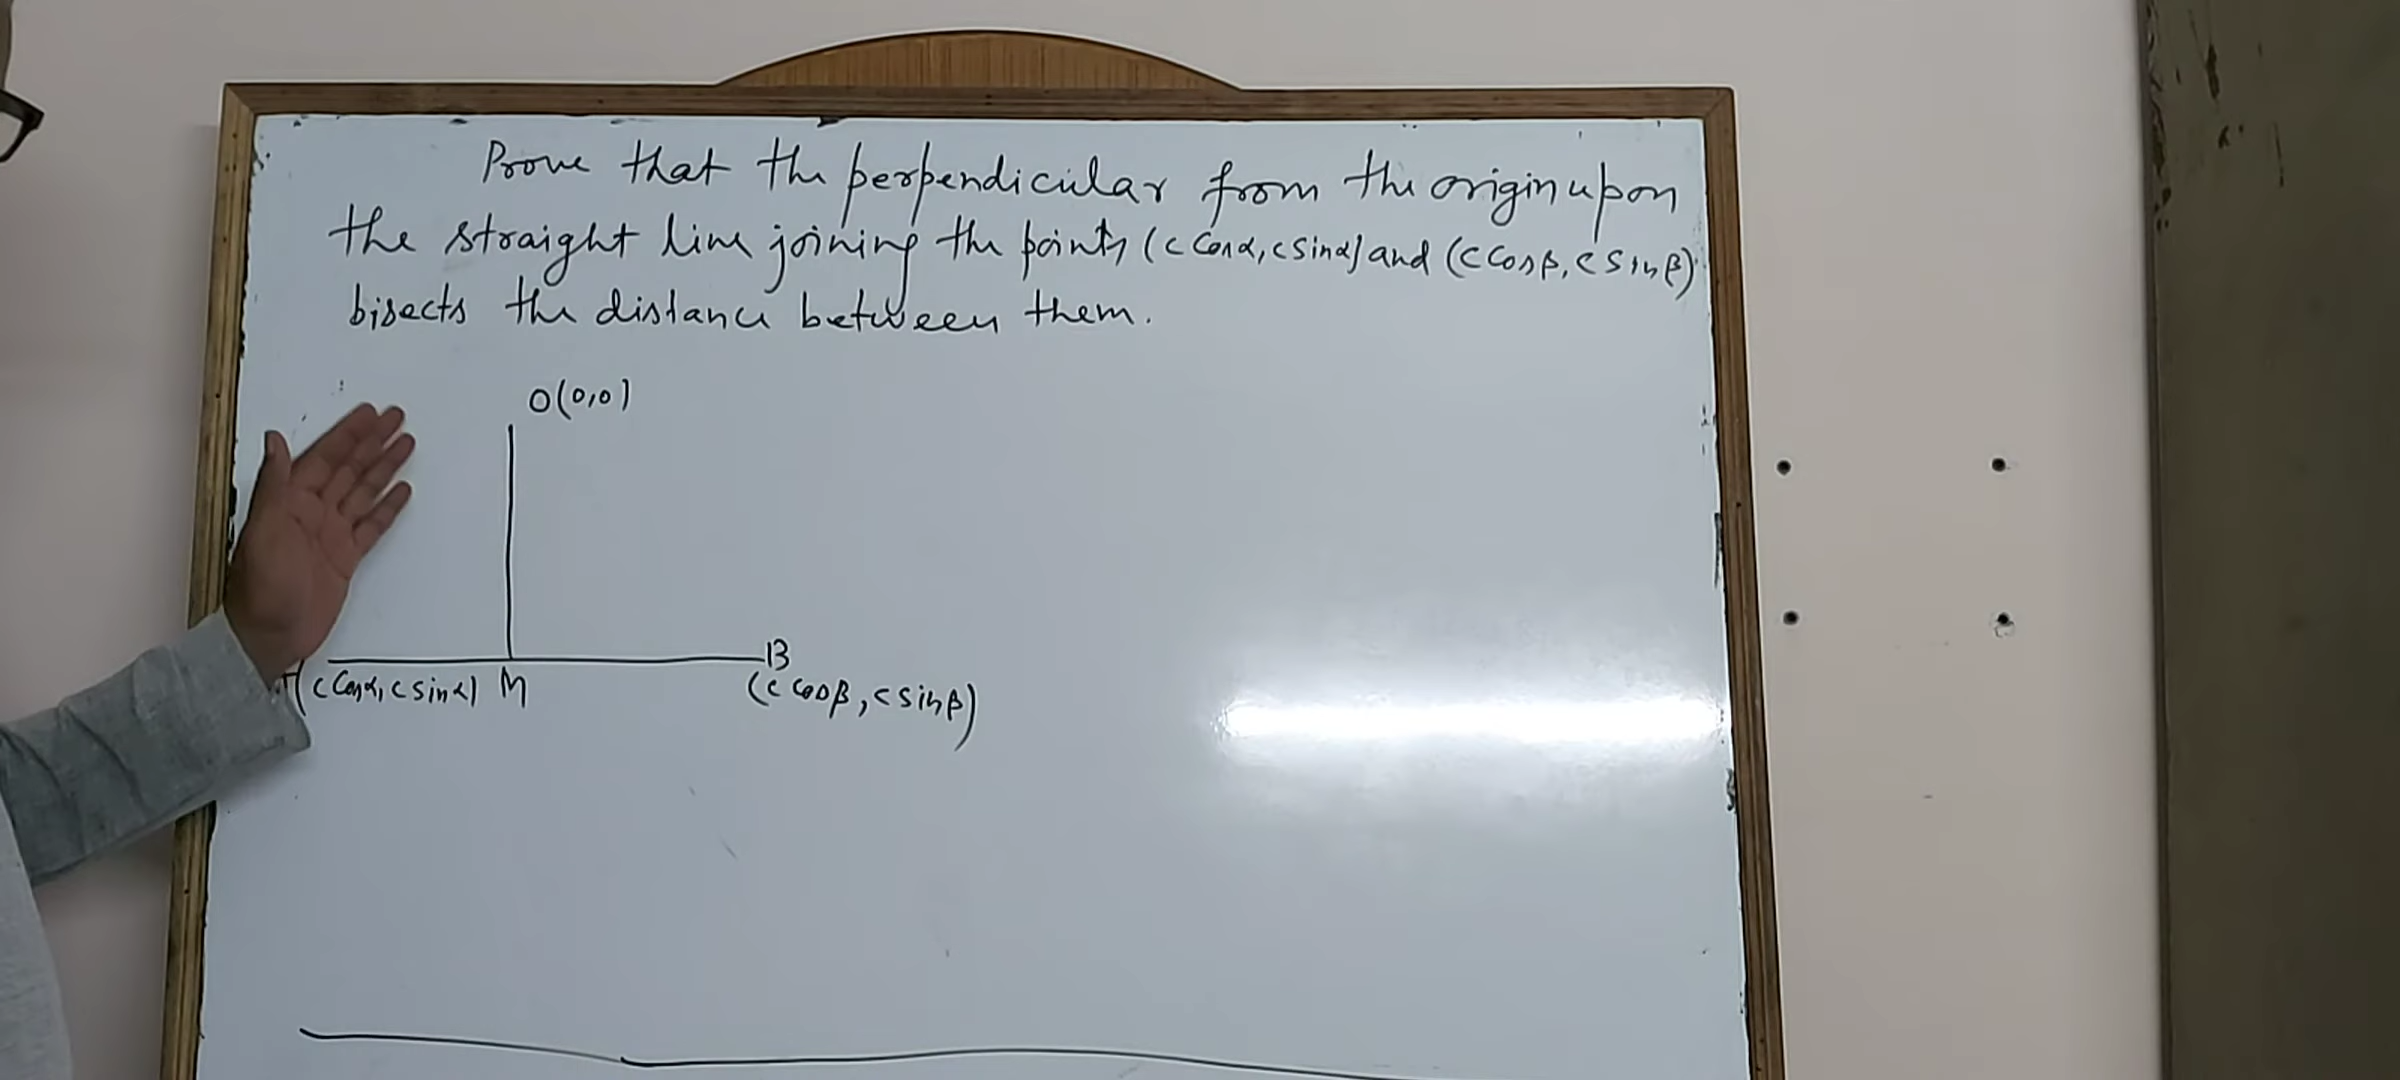 Prove that the perpendicular from the origin upon
the straight line joining the points (c Cosα, c Sinα) and (c Cosβ, c Sinβ)
bisects the distance between them.
O(0,0)
B
(c Cosα, c Sinα) M (c Cosβ, c Sinβ)